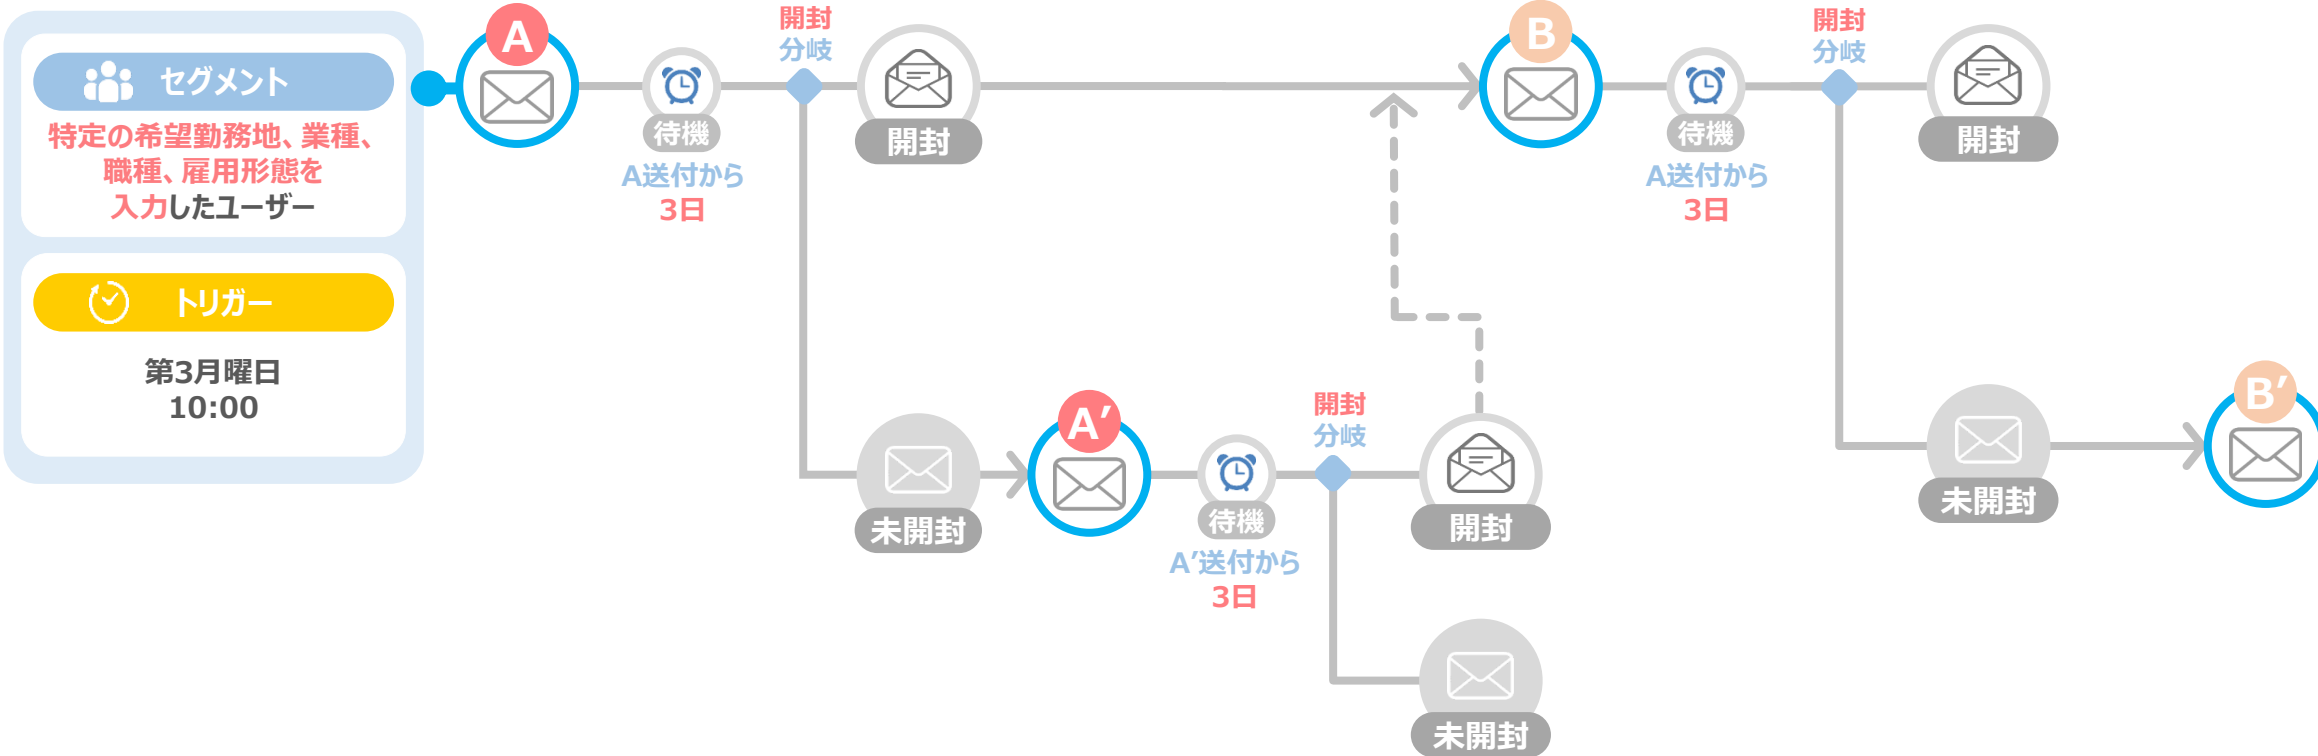 セグメント
特定の希望勤務地、業種、
職種、雇用形態を
入力したユーザー
トリガー
第3月曜日
10:00
A
待機
A送付から
3日
開封
分岐
開封
未開封
A′
待機
A′送付から
3日
開封
分岐
開封
未開封
B
待機
A送付から
3日
開封
分岐
開封
未開封
B′